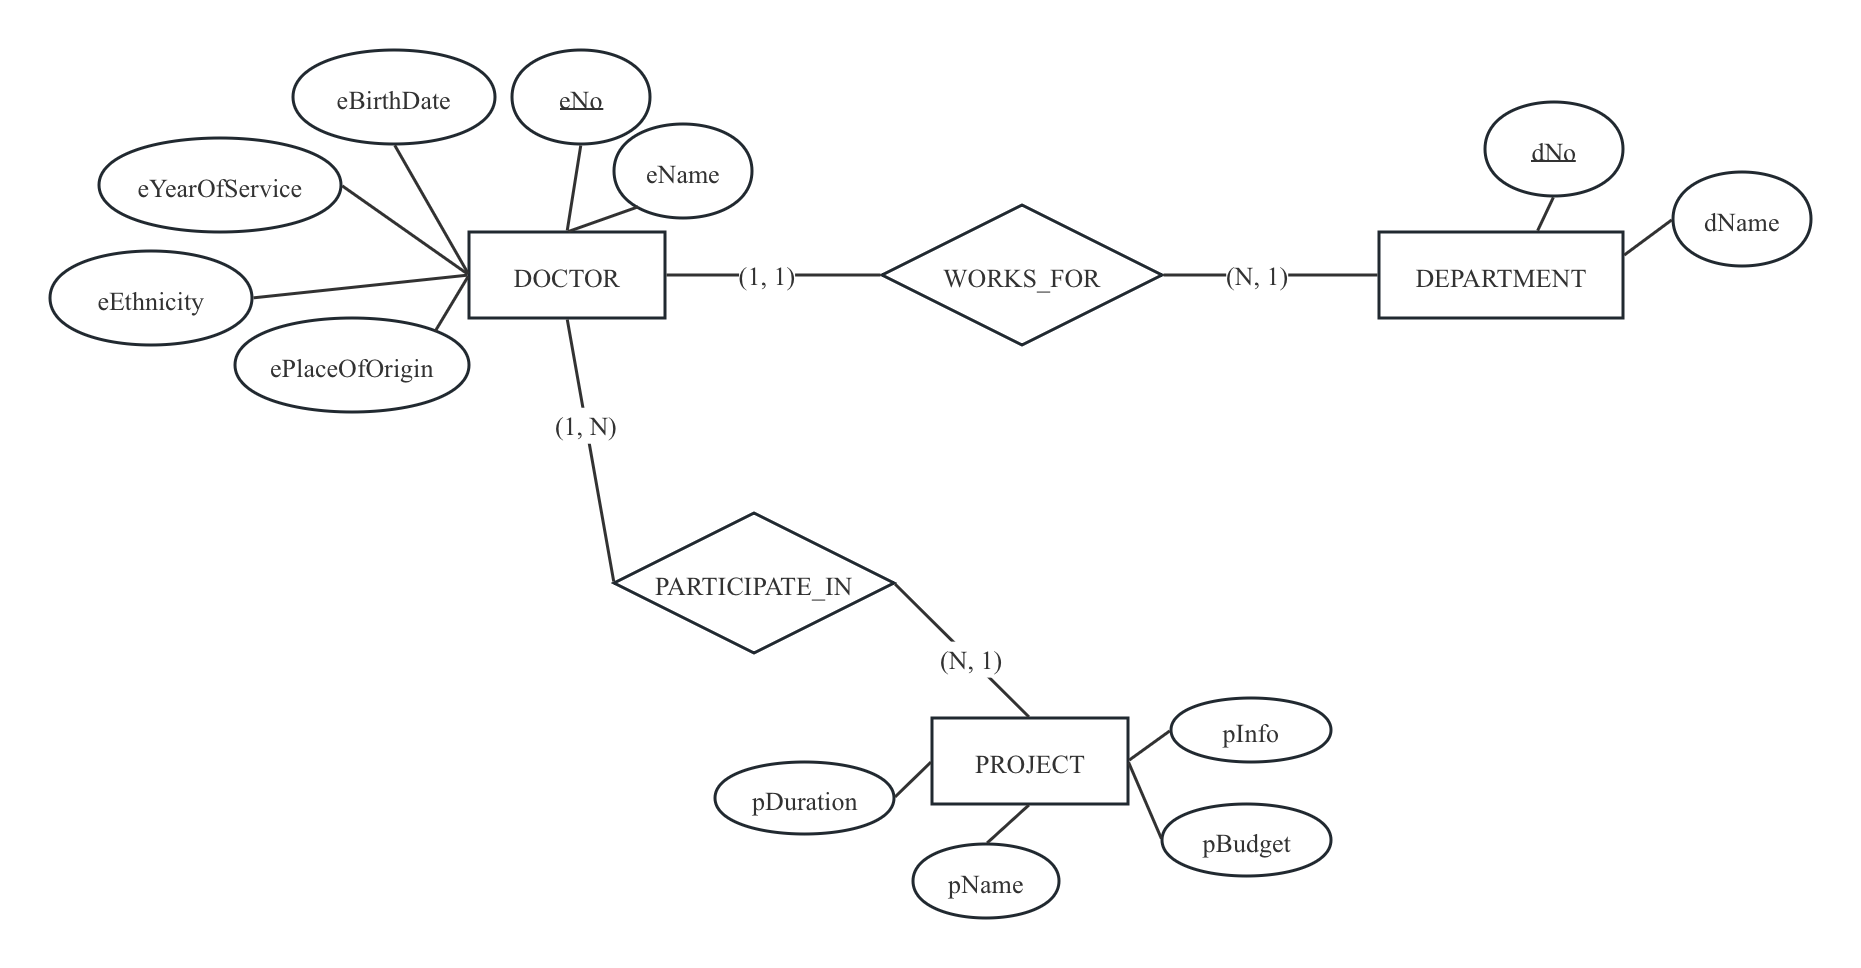 eBirthDate
eNo
eName
eYearOfService
eEthnicity
ePlaceOfOrigin
DOCTOR
(1, 1)
WORKS_FOR
(N, 1)
DEPARTMENT
dNo
dName
(1, N)
PARTICIPATE_IN
(N, 1)
PROJECT
pInfo
pDuration
pBudget
pName